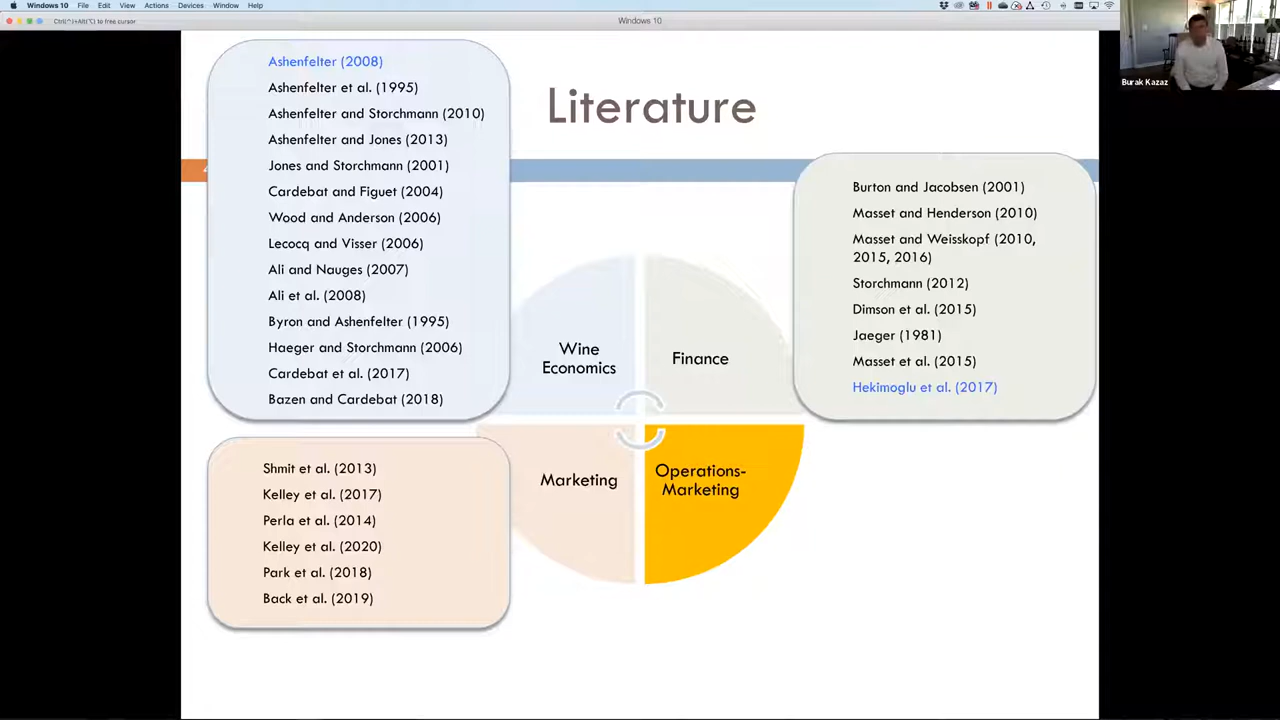 Windows 10 File Edit View Actions Devices Window Help
Ctrl(^)+Alt(⌥) to free cursor
Windows 10
Burak Kazaz
Literature
Ashenfelter (2008)
Ashenfelter et al. (1995)
Ashenfelter and Storchmann (2010)
Ashenfelter and Jones (2013)
Jones and Storchmann (2001)
Cardebat and Figuet (2004)
Wood and Anderson (2006)
Lecocq and Visser (2006)
Ali and Nauges (2007)
Ali et al. (2008)
Byron and Ashenfelter (1995)
Haeger and Storchmann (2006)
Cardebat et al. (2017)
Bazen and Cardebat (2018)
Burton and Jacobsen (2001)
Masset and Henderson (2010)
Masset and Weisskopf (2010,
2015, 2016)
Storchmann (2012)
Dimson et al. (2015)
Jaeger (1981)
Masset et al. (2015)
Hekimoglu et al. (2017)
Wine
Economics
Finance
Marketing
Operations-
Marketing
Shmit et al. (2013)
Kelley et al. (2017)
Perla et al. (2014)
Kelley et al. (2020)
Park et al. (2018)
Back et al. (2019)